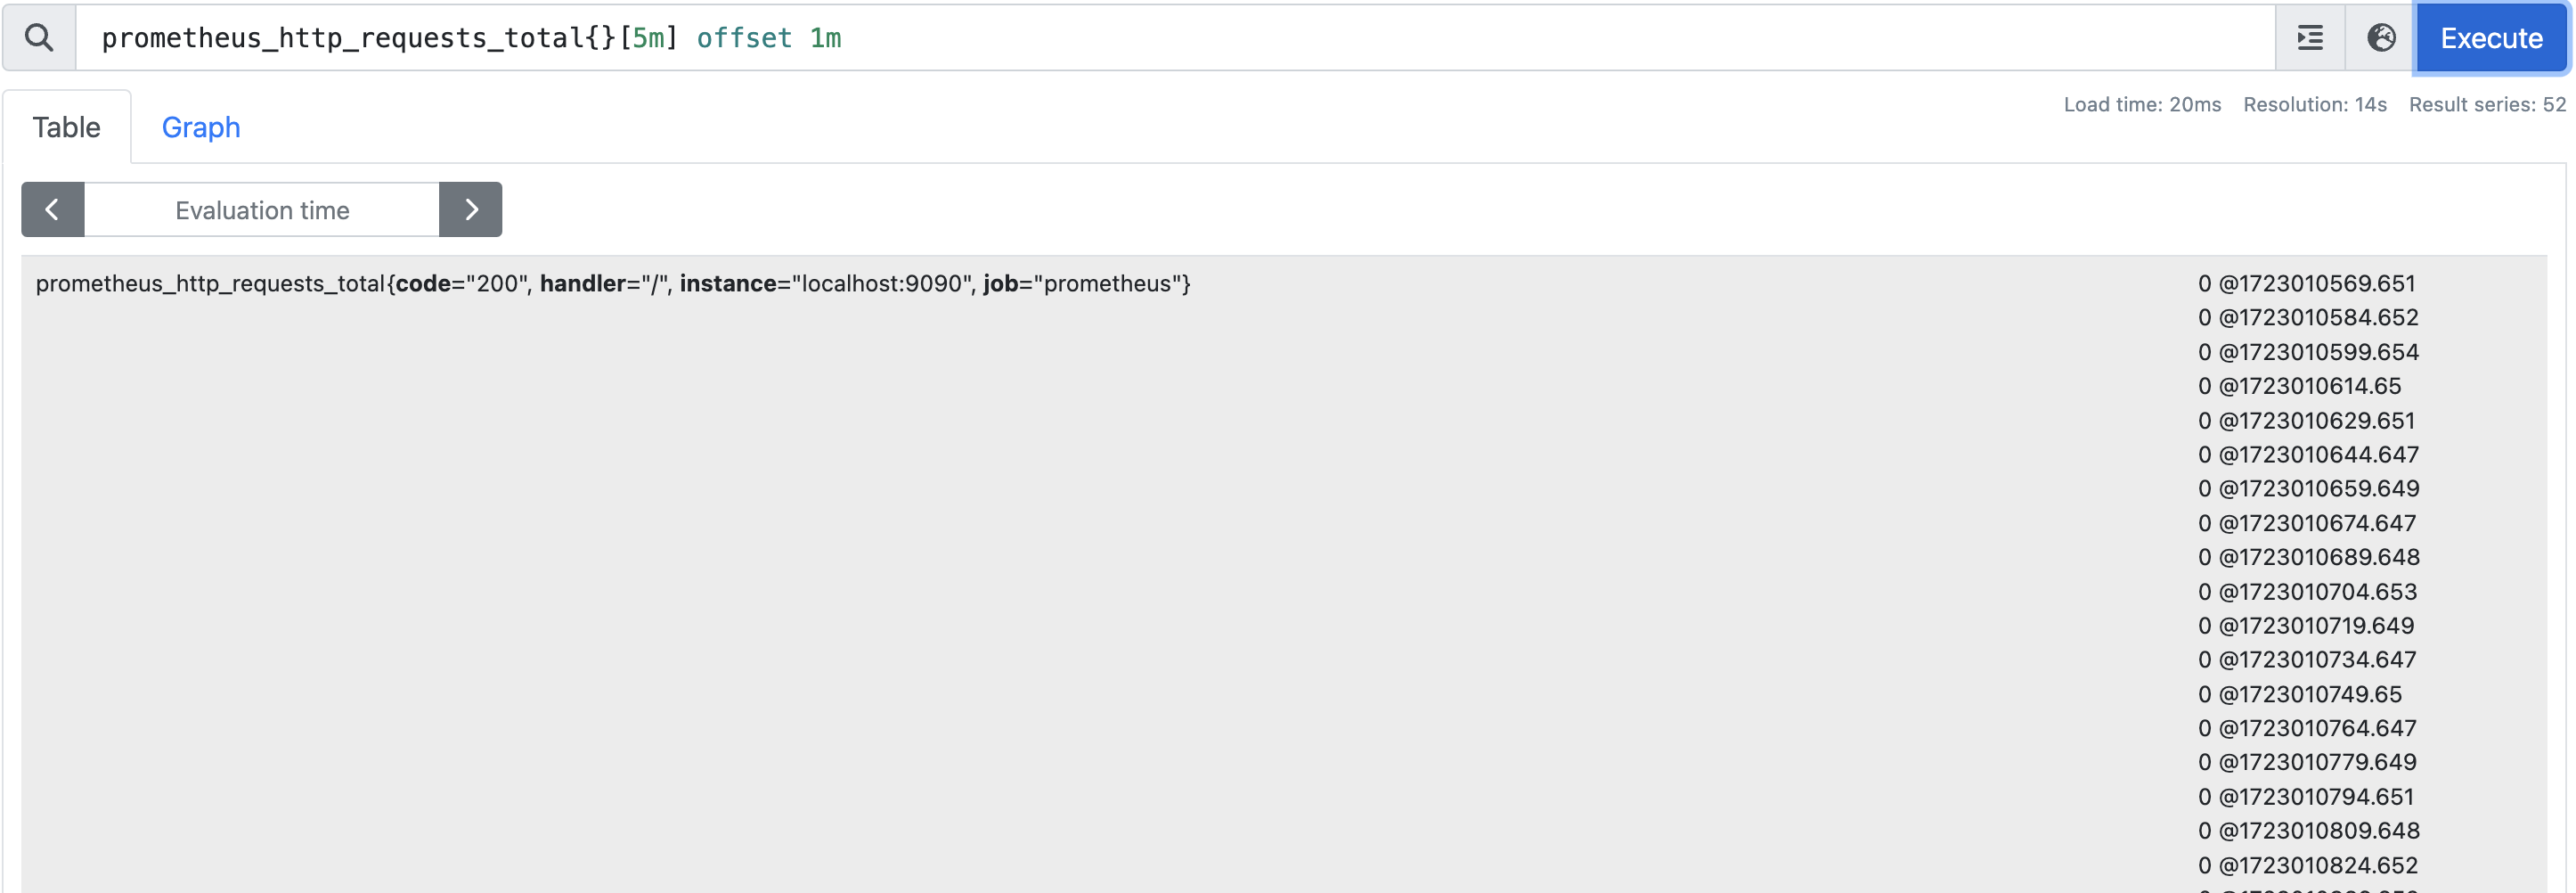 prometheus_http_requests_total{}[5m] offset 1m
Execute
Table
Graph
Load time: 20ms Resolution: 14s Result series: 52
Evaluation time
prometheus_http_requests_total{code="200", handler="/", instance="localhost:9090", job="prometheus"}
0 @1723010569.651
0 @1723010584.652
0 @1723010599.654
0 @1723010614.65
0 @1723010629.651
0 @1723010644.647
0 @1723010659.649
0 @1723010674.647
0 @1723010689.648
0 @1723010704.653
0 @1723010719.649
0 @1723010734.647
0 @1723010749.65
0 @1723010764.647
0 @1723010779.649
0 @1723010794.651
0 @1723010809.648
0 @1723010824.652